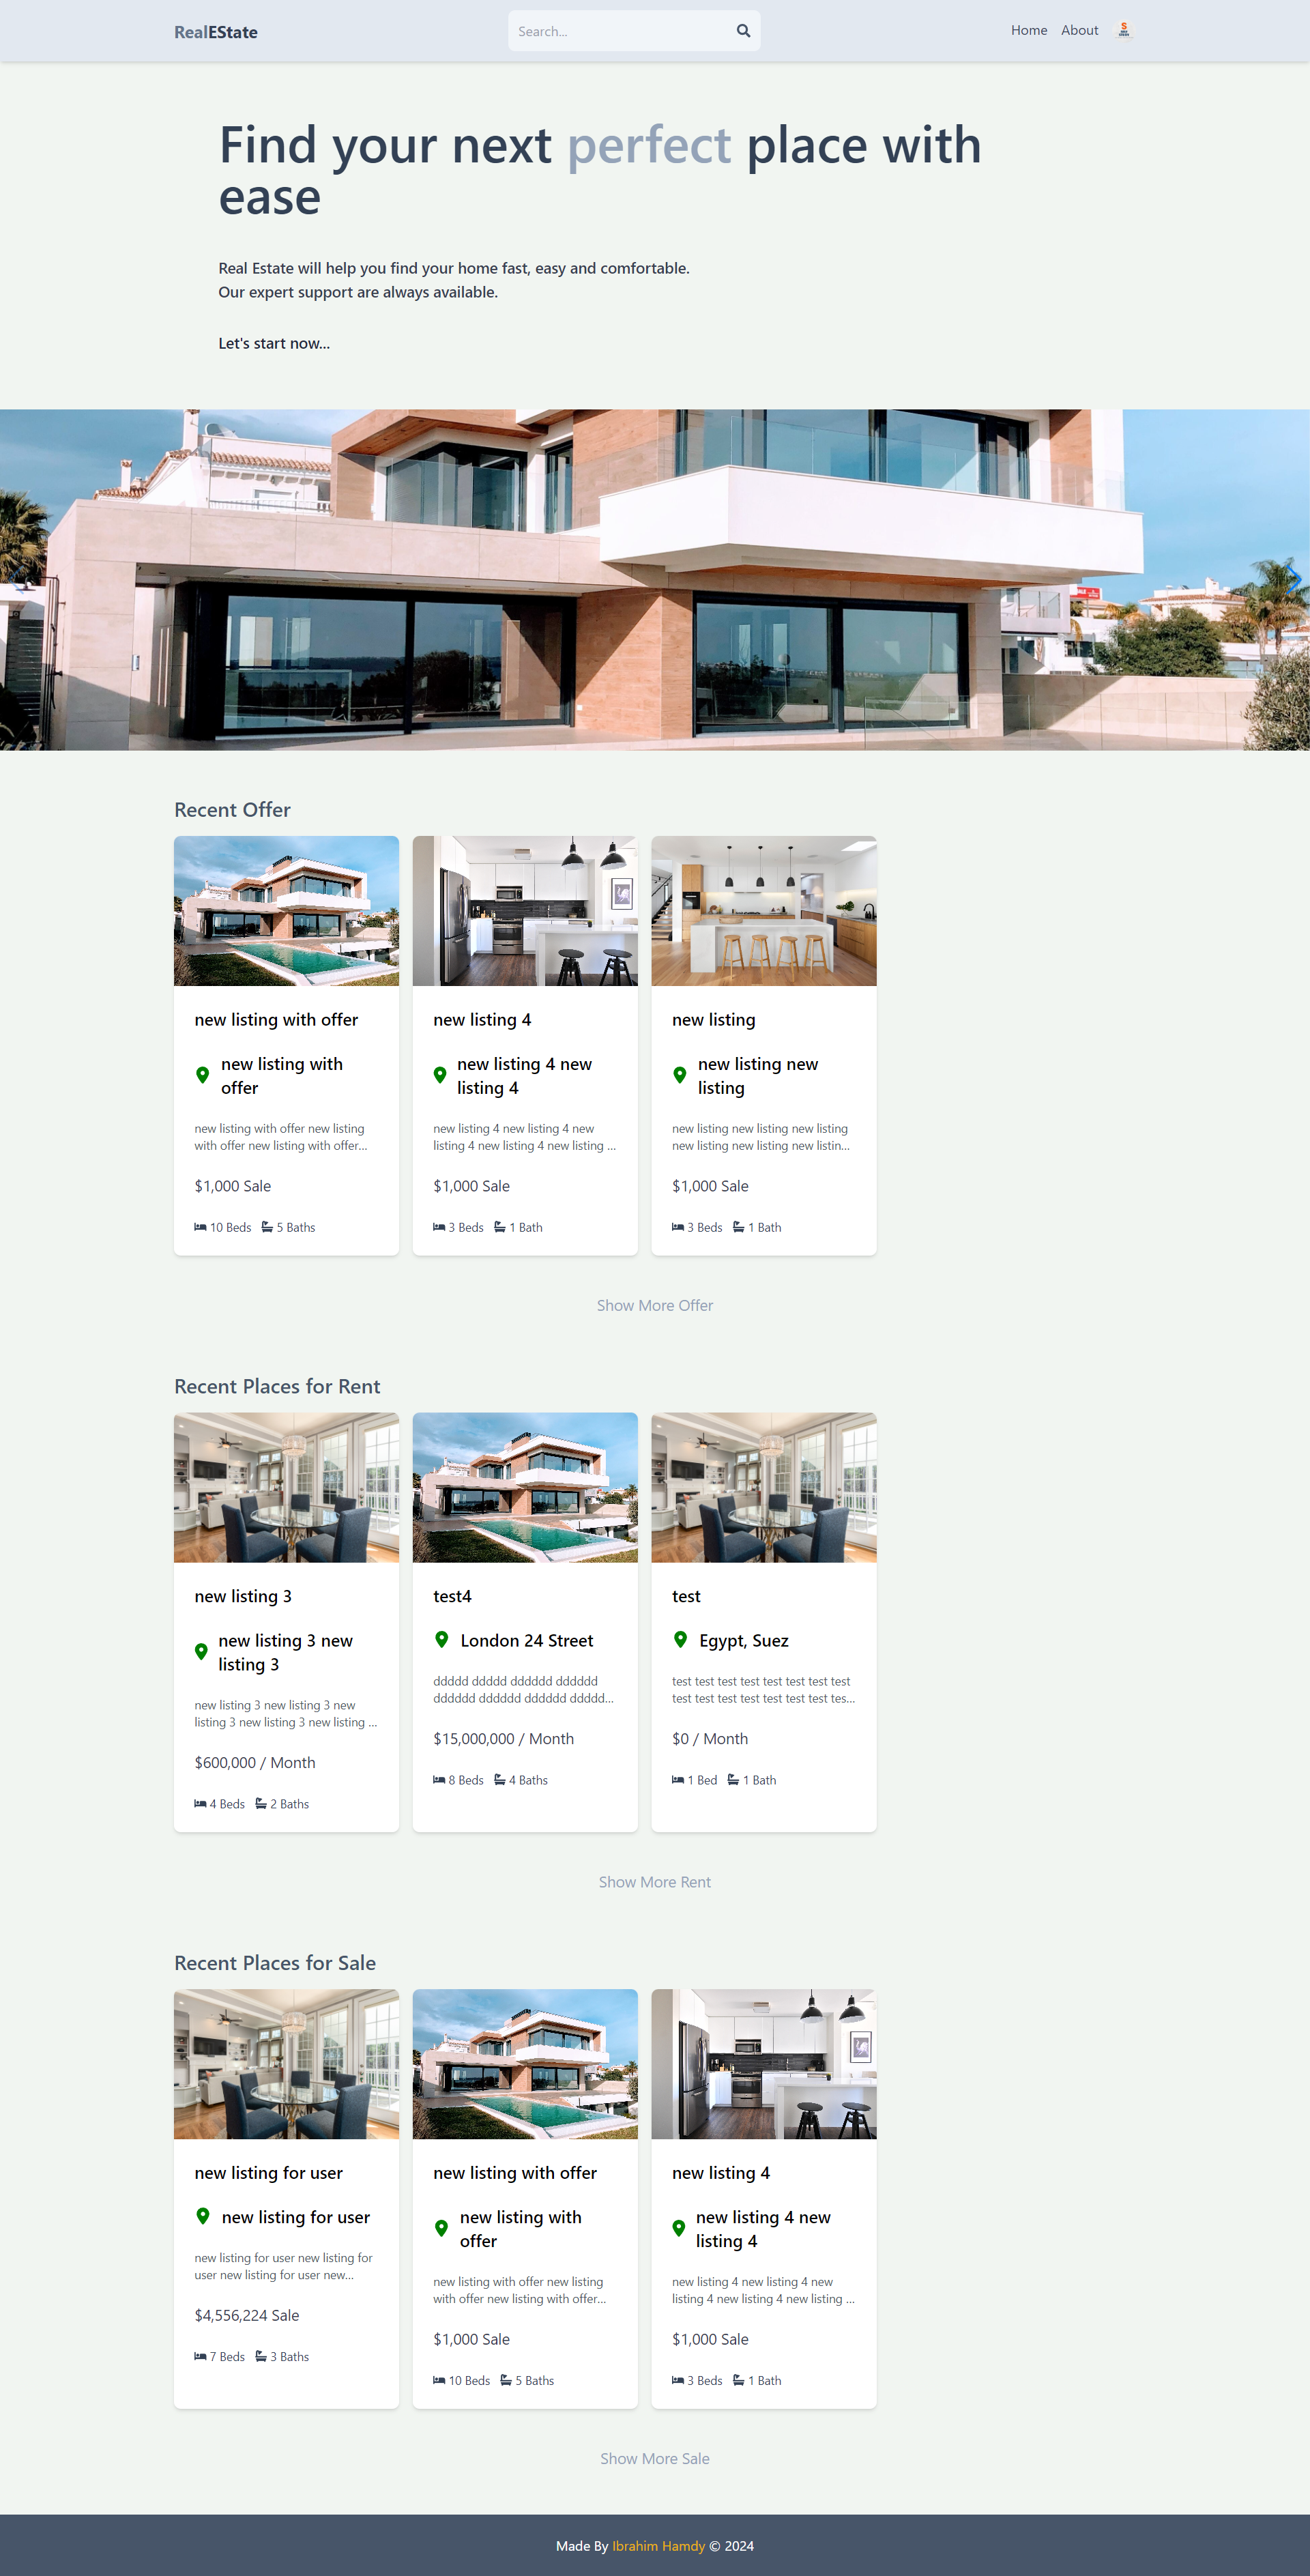 RealEState
Search...
Home About
Find your next perfect place with
ease
Real Estate will help you find your home fast, easy and comfortable.
Our expert support are always available.
Let's start now...
Recent Offer
new listing with offer
new listing with
offer
new listing with offer new listing
with offer new listing with offer...
$1,000 Sale
10 Beds 5 Baths
new listing 4
new listing 4 new
listing 4
new listing 4 new listing 4 new
listing 4 new listing 4 new listing ...
$1,000 Sale
3 Beds 1 Bath
new listing
new listing new
listing
new listing new listing new listing
new listing new listing new listin...
$1,000 Sale
3 Beds 1 Bath
Show More Offer
Recent Places for Rent
new listing 3
new listing 3 new
listing 3
new listing 3 new listing 3 new
listing 3 new listing 3 new listing ...
$600,000 / Month
4 Beds 2 Baths
test4
London 24 Street
ddddd ddddd dddddd dddddd
dddddd dddddd dddddd ddddd...
$15,000,000 / Month
8 Beds 4 Baths
test
Egypt, Suez
test test test test test test test test
test test test test test test test tes...
$0 / Month
1 Bed 1 Bath
Show More Rent
Recent Places for Sale
new listing for user
new listing for user
new listing for user new listing for
user new listing for user new...
$4,556,224 Sale
7 Beds 3 Baths
new listing with offer
new listing with
offer
new listing with offer new listing
with offer new listing with offer...
$1,000 Sale
10 Beds 5 Baths
new listing 4
new listing 4 new
listing 4
new listing 4 new listing 4 new
listing 4 new listing 4 new listing ...
$1,000 Sale
3 Beds 1 Bath
Show More Sale
Made By Ibrahim Hamdy © 2024